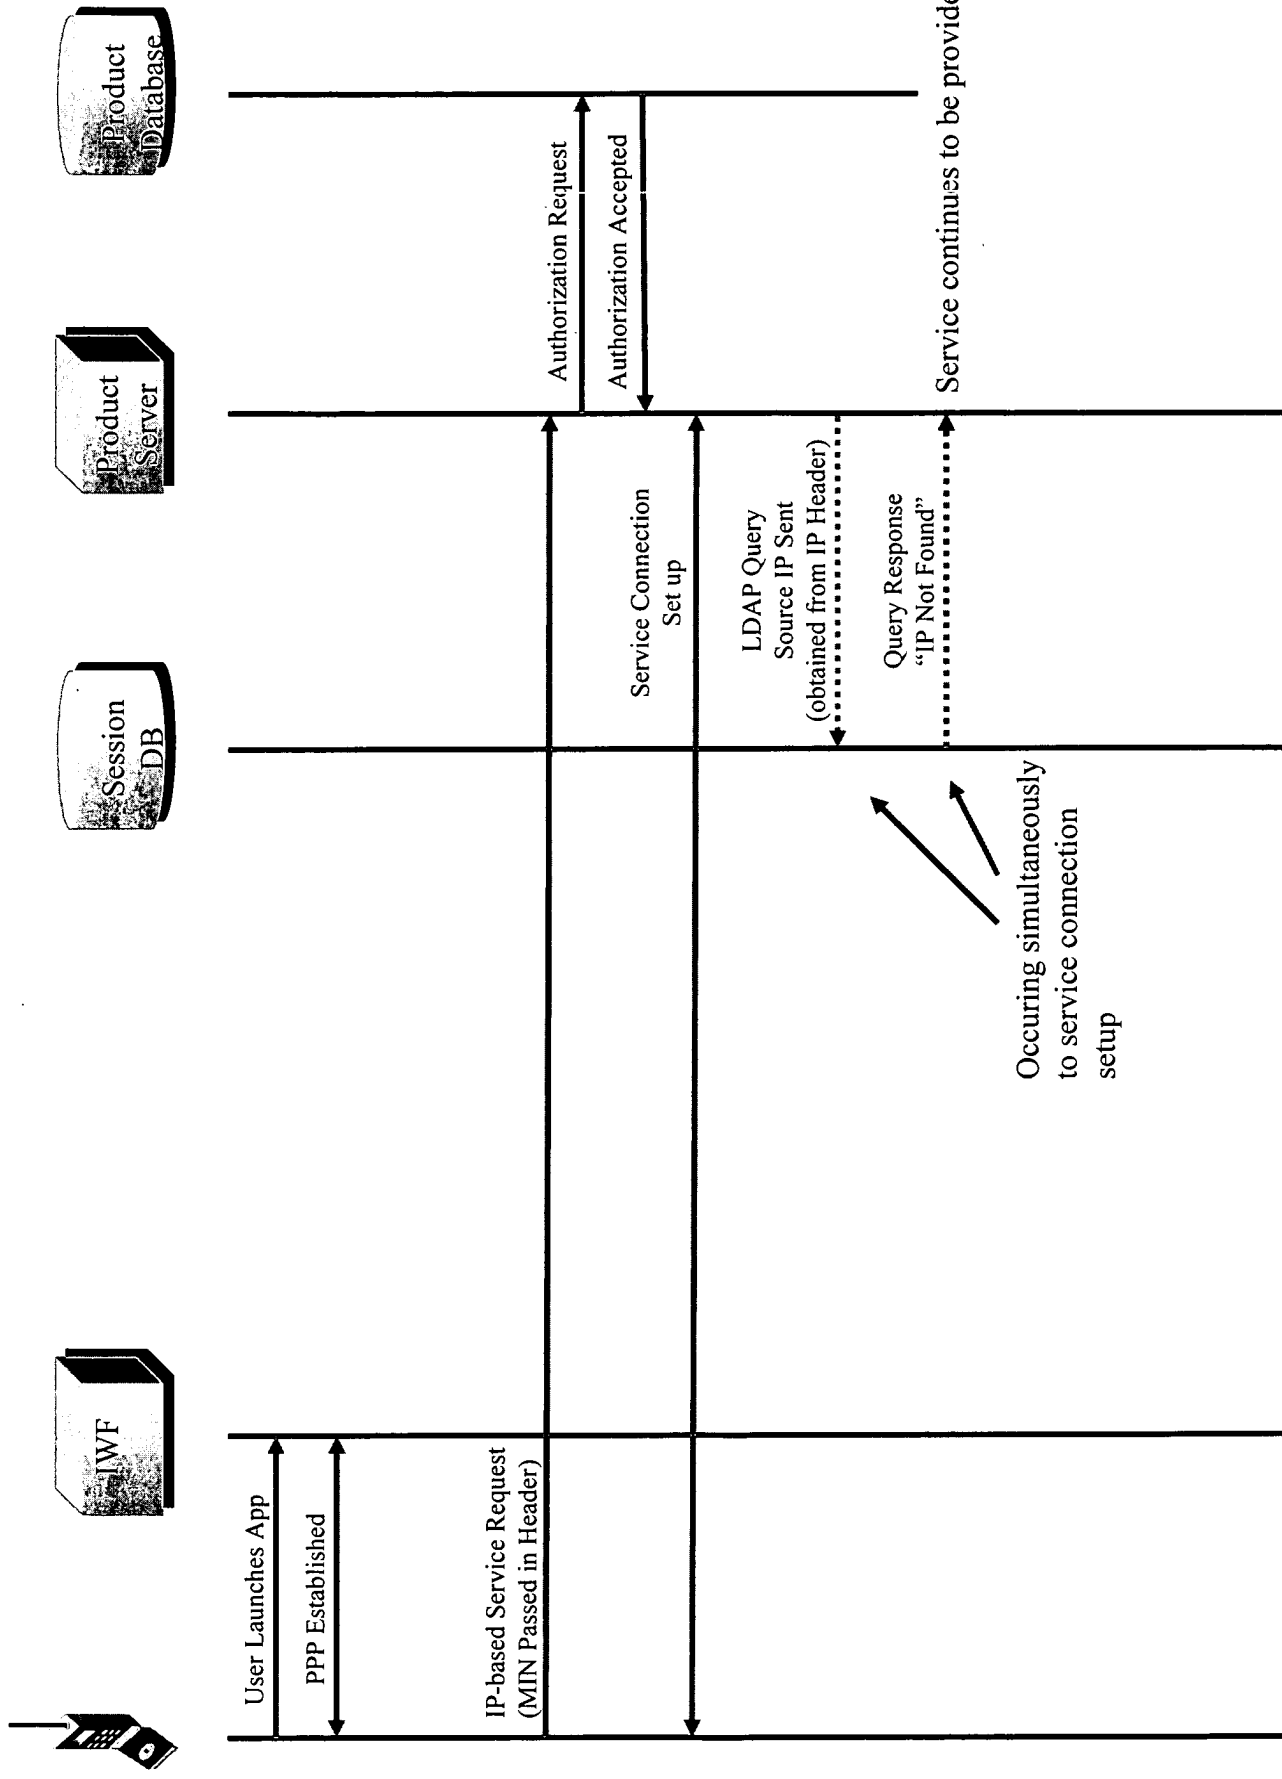 IWF
Session
DB
Product
Server
Product
Database
User Launches App
PPP Established
IP-based Service Request
(MIN Passed in Header)
Authorization Request
Authorization Accepted
Service Connection
Set up
LDAP Query
Source IP Sent
(obtained from IP Header)
Query Response
“IP Not Found”
Service continues to be provide
Occuring simultaneously
to service connection
setup